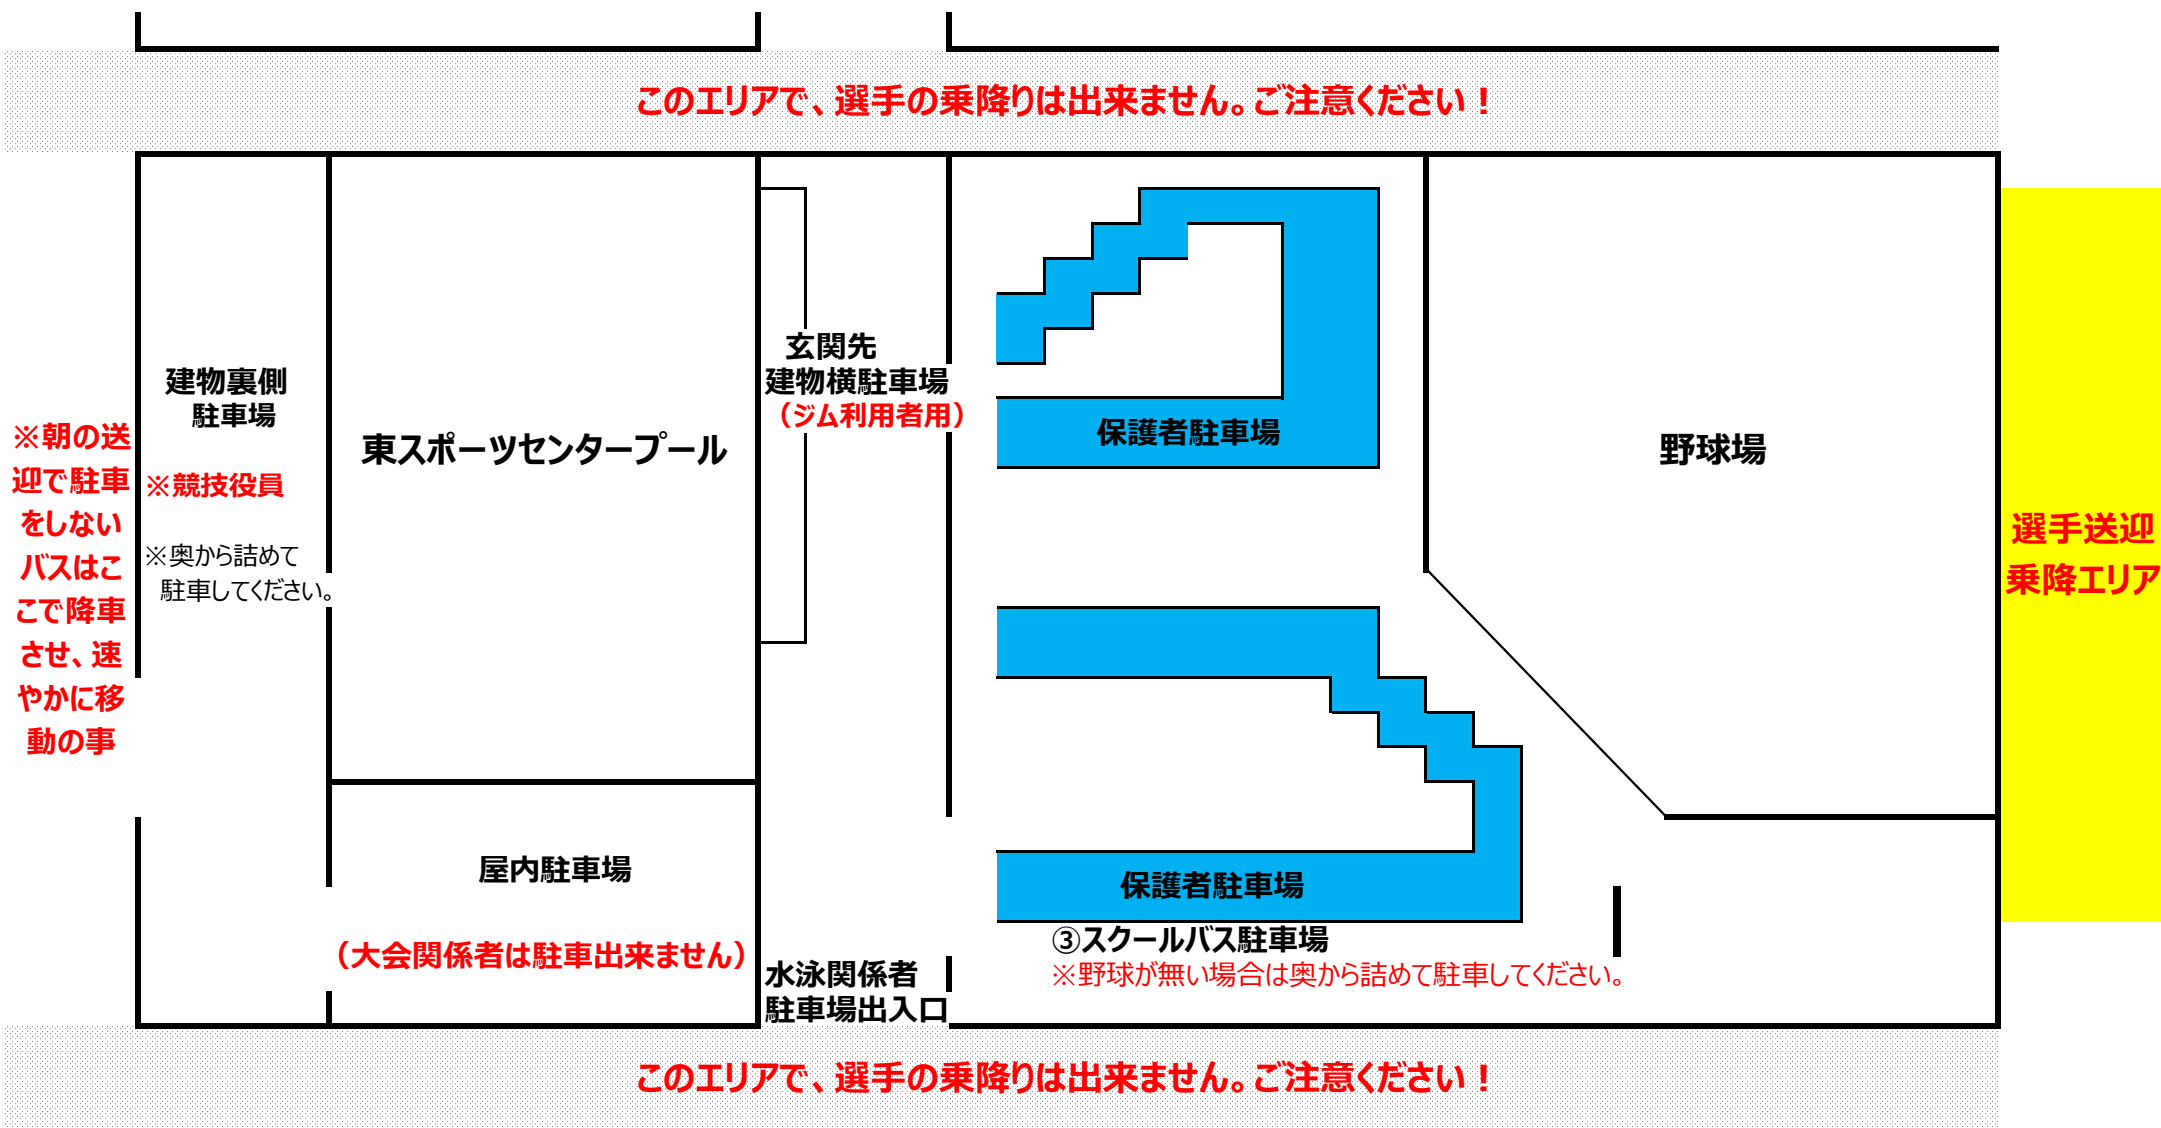 このエリアで、選手の乗降りは出来ません。ご注意ください！
※朝の送
迎で駐車
をしない
バスはこ
こで降車
させ、速
やかに移
動の事
建物裏側
駐車場
※競技役員
※奥から詰めて
駐車してください。
東スポーツセンタープール
玄関先
建物横駐車場
（ジム利用者用）
保護者駐車場
野球場
選手送迎
乗降エリア
屋内駐車場
（大会関係者は駐車出来ません）
水泳関係者
駐車場出入口
保護者駐車場
③スクールバス駐車場
※野球が無い場合は奥から詰めて駐車してください。
このエリアで、選手の乗降りは出来ません。ご注意ください！